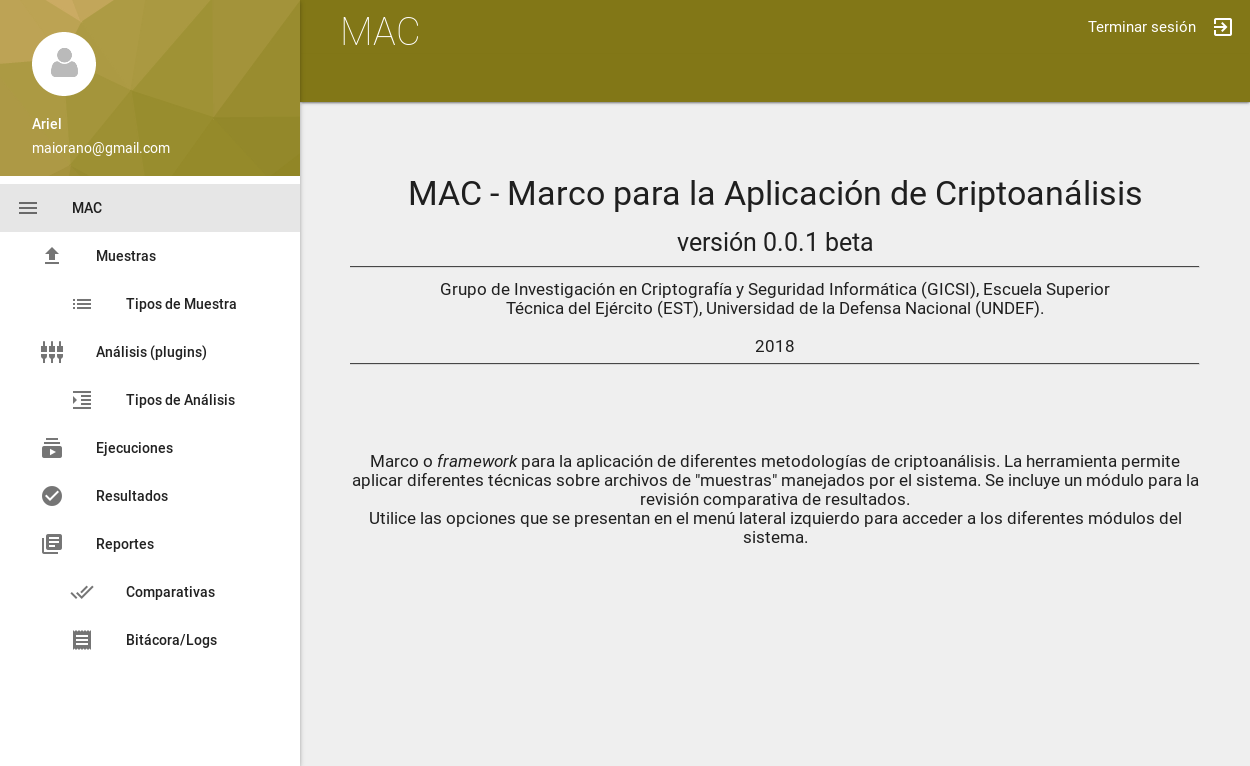 MAC
Terminar sesión
Ariel
maiorano@gmail.com
MAC
Muestras
Tipos de Muestra
Análisis (plugins)
Tipos de Análisis
Ejecuciones
Resultados
Reportes
Comparativas
Bitácora/Logs
MAC - Marco para la Aplicación de Criptoanálisis
versión 0.0.1 beta
Grupo de Investigación en Criptografía y Seguridad Informática (GICSI), Escuela Superior
Técnica del Ejército (EST), Universidad de la Defensa Nacional (UNDEF).
2018
Marco o framework para la aplicación de diferentes metodologías de criptoanálisis. La herramienta permite
aplicar diferentes técnicas sobre archivos de "muestras" manejados por el sistema. Se incluye un módulo para la
revisión comparativa de resultados.
Utilice las opciones que se presentan en el menú lateral izquierdo para acceder a los diferentes módulos del
sistema.